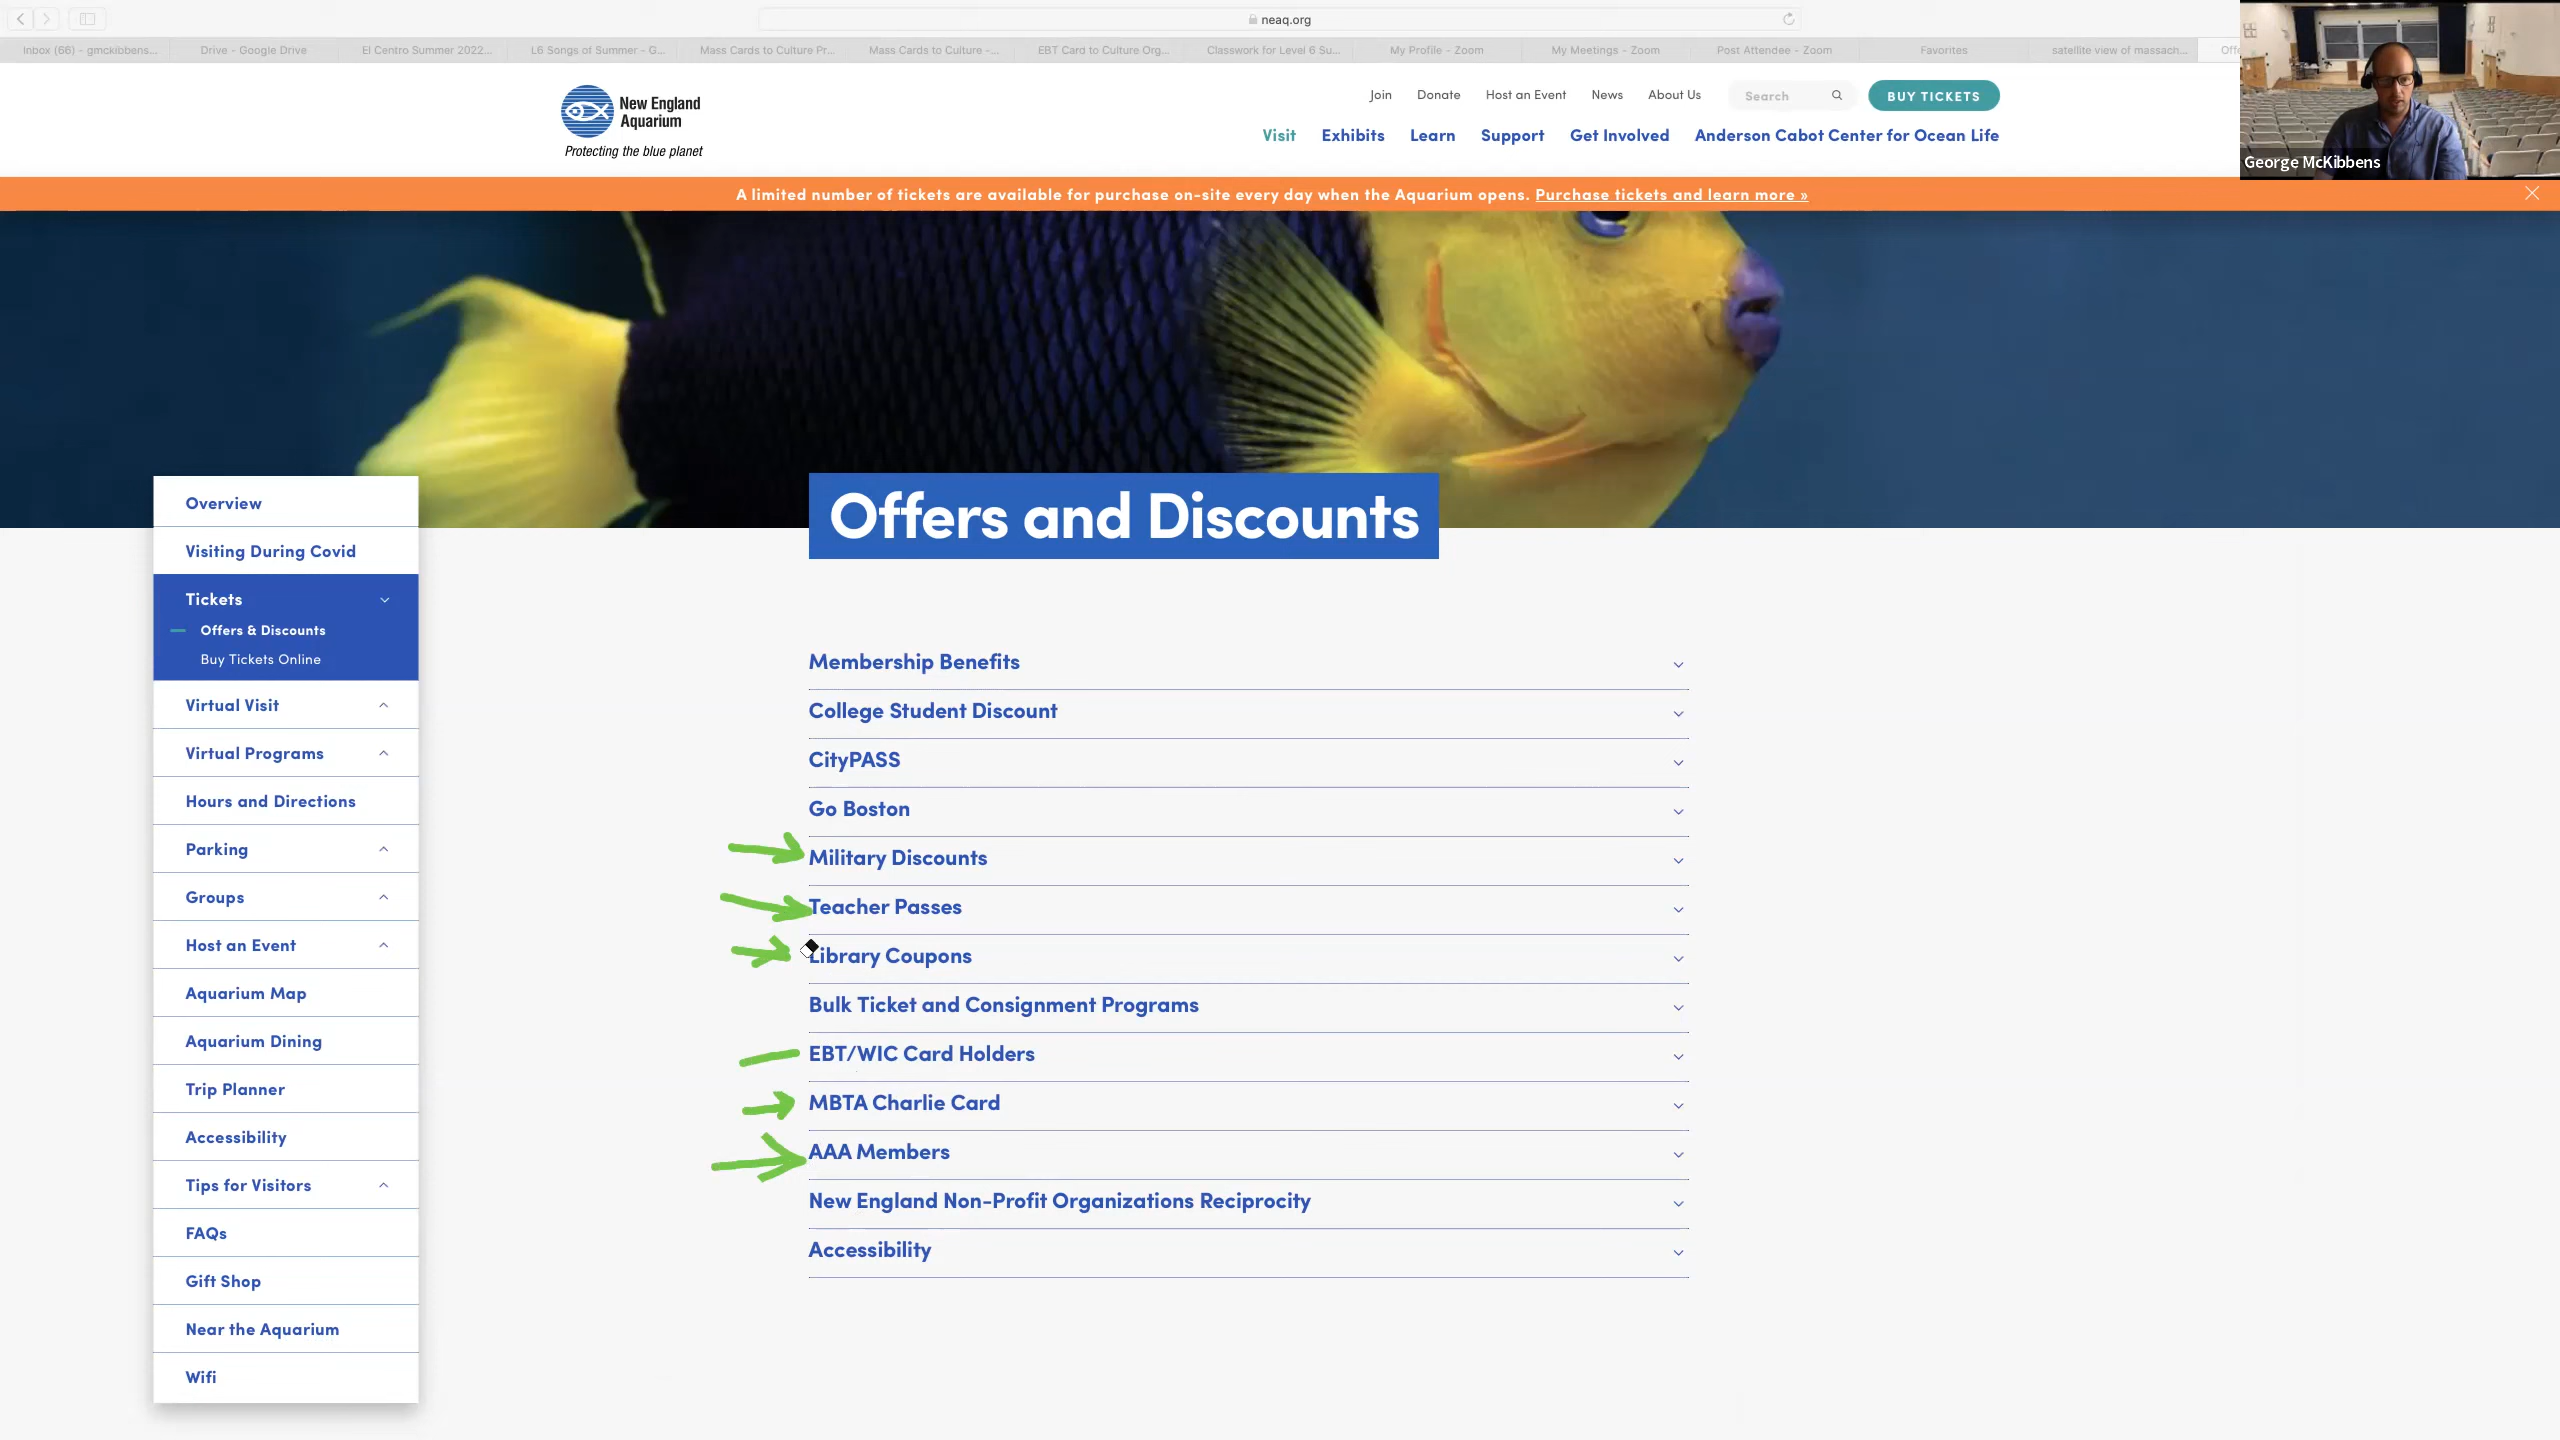 neaq.org
Inbox (66) - gmckibbens...
Drive - Google Drive
El Centro Summer 2022...
L6 Songs of Summer - G...
Mass Cards to Culture Pr...
Mass Cards to Culture -...
EBT Card to Culture Org...
Classwork for Level 6 Su...
My Profile - Zoom
My Meetings - Zoom
Post Attendee - Zoom
Favorites
satellite view of massach...
New England
Aquarium
Protecting the blue planet
Join Donate Host an Event News About Us Search BUY TICKETS
Visit Exhibits Learn Support Get Involved Anderson Cabot Center for Ocean Life
George McKibbens
A limited number of tickets are available for purchase on-site every day when the Aquarium opens. Purchase tickets and learn more »
Offers and Discounts
Overview
Visiting During Covid
Tickets
Offers & Discounts
Buy Tickets Online
Virtual Visit
Virtual Programs
Hours and Directions
Parking
Groups
Host an Event
Aquarium Map
Aquarium Dining
Trip Planner
Accessibility
Tips for Visitors
FAQs
Gift Shop
Near the Aquarium
Wifi
Membership Benefits
College Student Discount
CityPASS
Go Boston
Military Discounts
Teacher Passes
Library Coupons
Bulk Ticket and Consignment Programs
EBT/WIC Card Holders
MBTA Charlie Card
AAA Members
New England Non-Profit Organizations Reciprocity
Accessibility